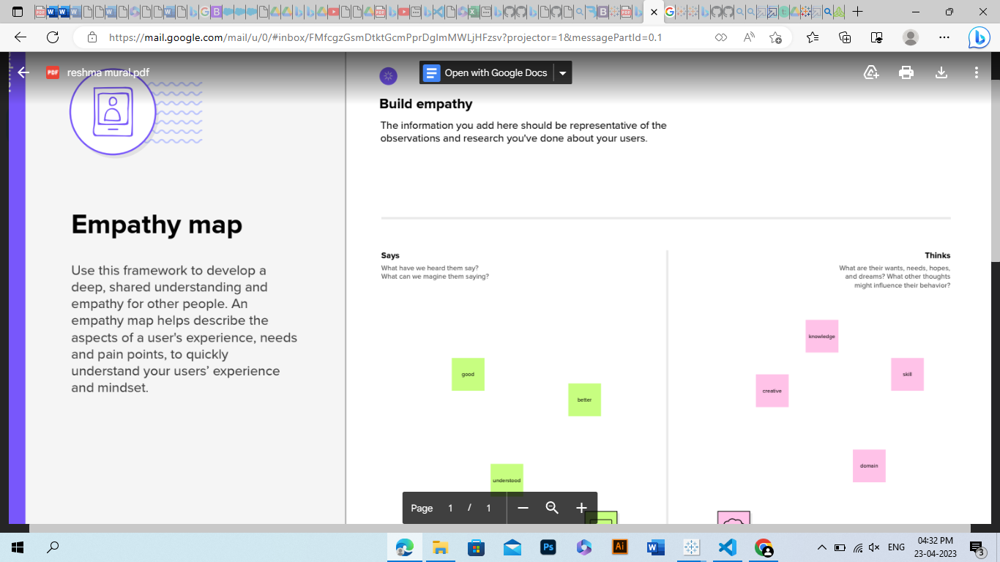 https://mail.google.com/mail/u/0/#inbox/FMfcgzGsmDtktGcmPprDglmMWLjHFzsv?projector=1&messagePartId=0.1
PDF
reshma mural.pdf
Open with Google Docs
Build empathy
The information you add here should be representative of the
observations and research you've done about your users.
Empathy map
Use this framework to develop a
deep, shared understanding and
empathy for other people. An
empathy map helps describe the
aspects of a user's experience, needs
and pain points, to quickly
understand your users' experience
and mindset.
Says
What have we heard them say?
What can we magine them saying?
Thinks
What are their wants, needs, hopes,
and dreams? What other thoughts
might influence their behavior?
knowledge
good
skill
creative
better
domain
understood
Page 1 / 1
Ps
Ai
W
ENG
04:32 PM
23-04-2023
3